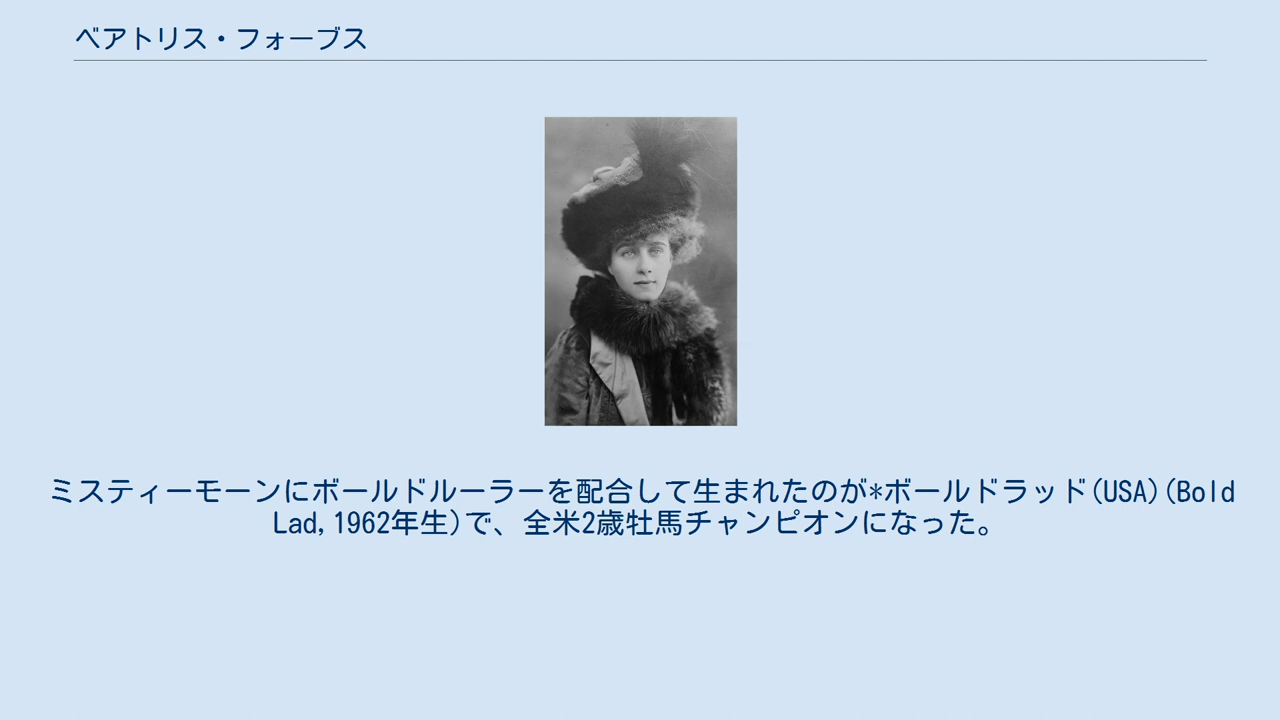 ベアトリス・フォーブス
ミスティーモーンにボールドルーラーを配合して生まれたのが*ボールドラッド(USA)(Bold
Lad,1962年生)で、全米2歳牡馬チャンピオンになった。